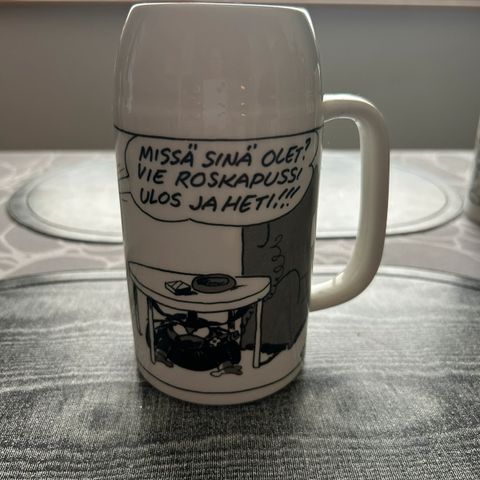 MISSÄ SINÄ OLET?
VIE ROSKAPUSSI
ULOS JA HETI!!!